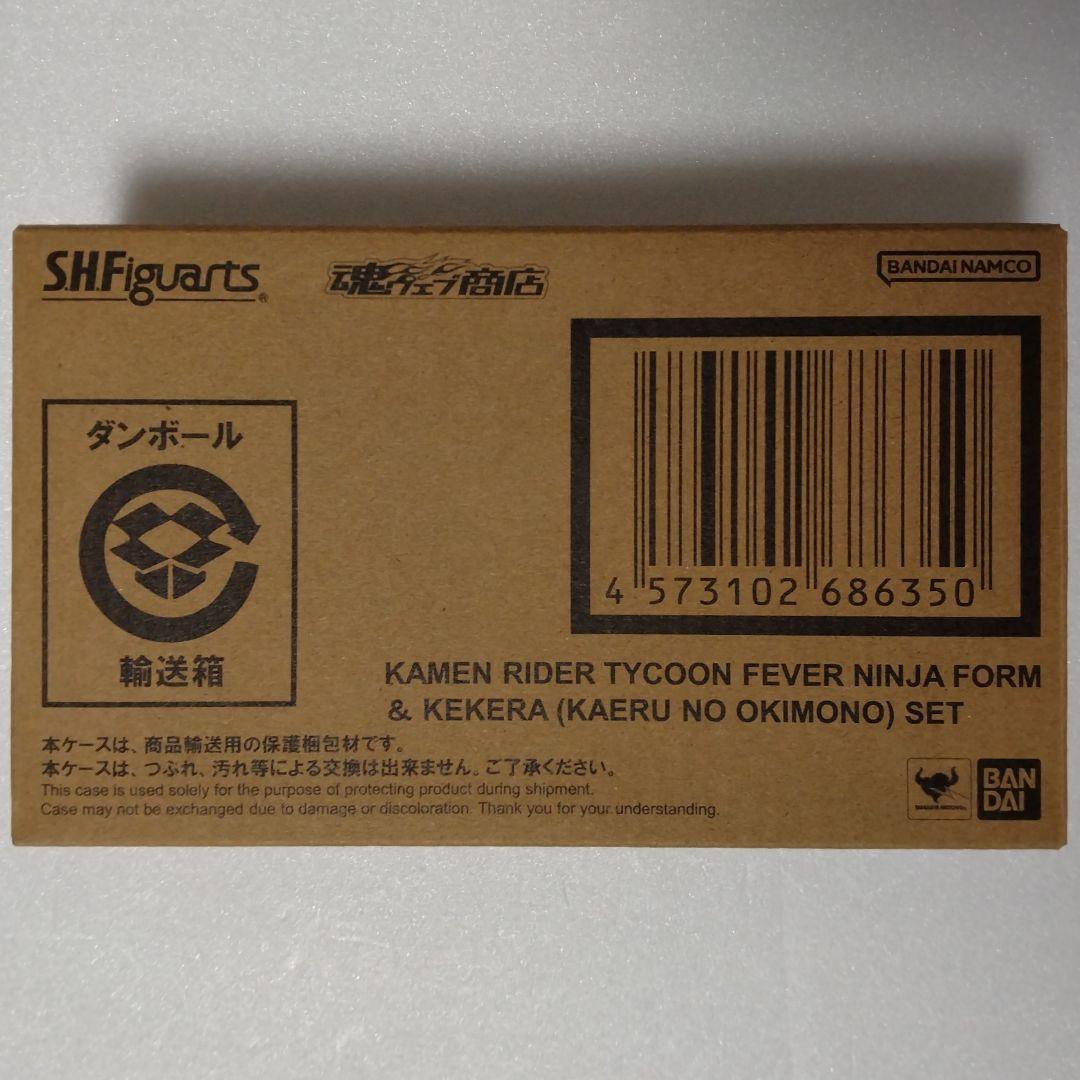 S.H.Figuarts®
魂ウェブ商店
BANDAI NAMCO
ダンボール
輸送箱
4 573102 686350
KAMEN RIDER TYCOON FEVER NINJA FORM
& KEKERA (KAERU NO OKIMONO) SET
本ケースは、商品輸送用の保護梱包材です。
本ケースは、つぶれ、汚れ等による交換は出来ません。ご了承ください。
This case is used solely for the purpose of protecting product during shipment.
Case may not be exchanged due to damage or discoloration. Thank you for your understanding.
BAN
DAI